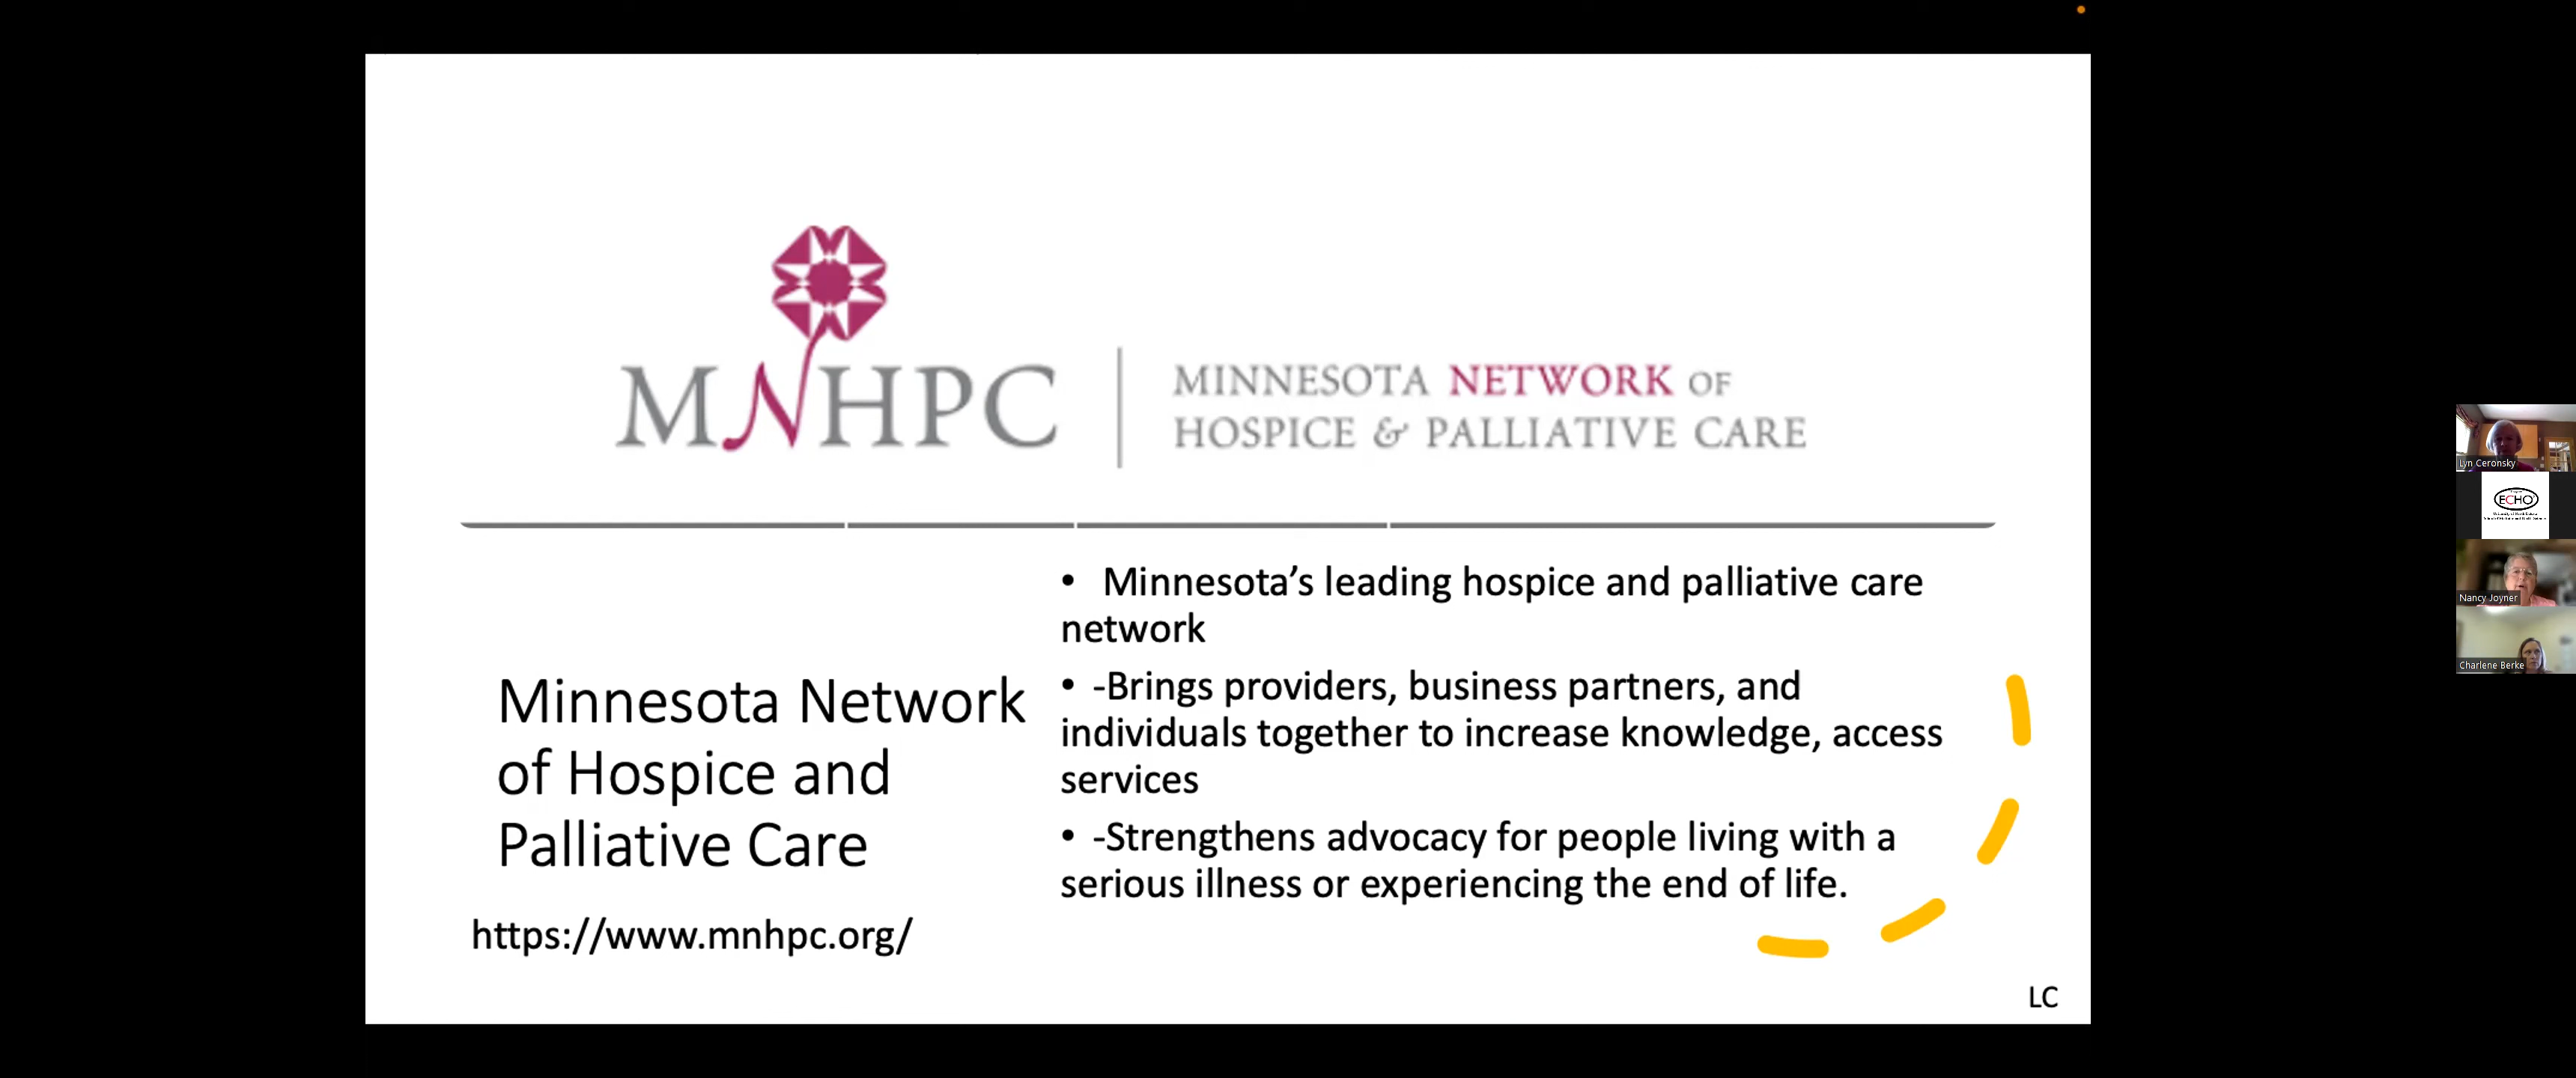 MNHPC
MINNESOTA NETWORK OF
HOSPICE & PALLIATIVE CARE
Minnesota Network
of Hospice and
Palliative Care
https://www.mnhpc.org/
• Minnesota’s leading hospice and palliative care
network
• -Brings providers, business partners, and
individuals together to increase knowledge, access
services
• -Strengthens advocacy for people living with a
serious illness or experiencing the end of life.
LC
Lyn Ceronsky
ECHO
Nancy Joyner
Charlene Berke